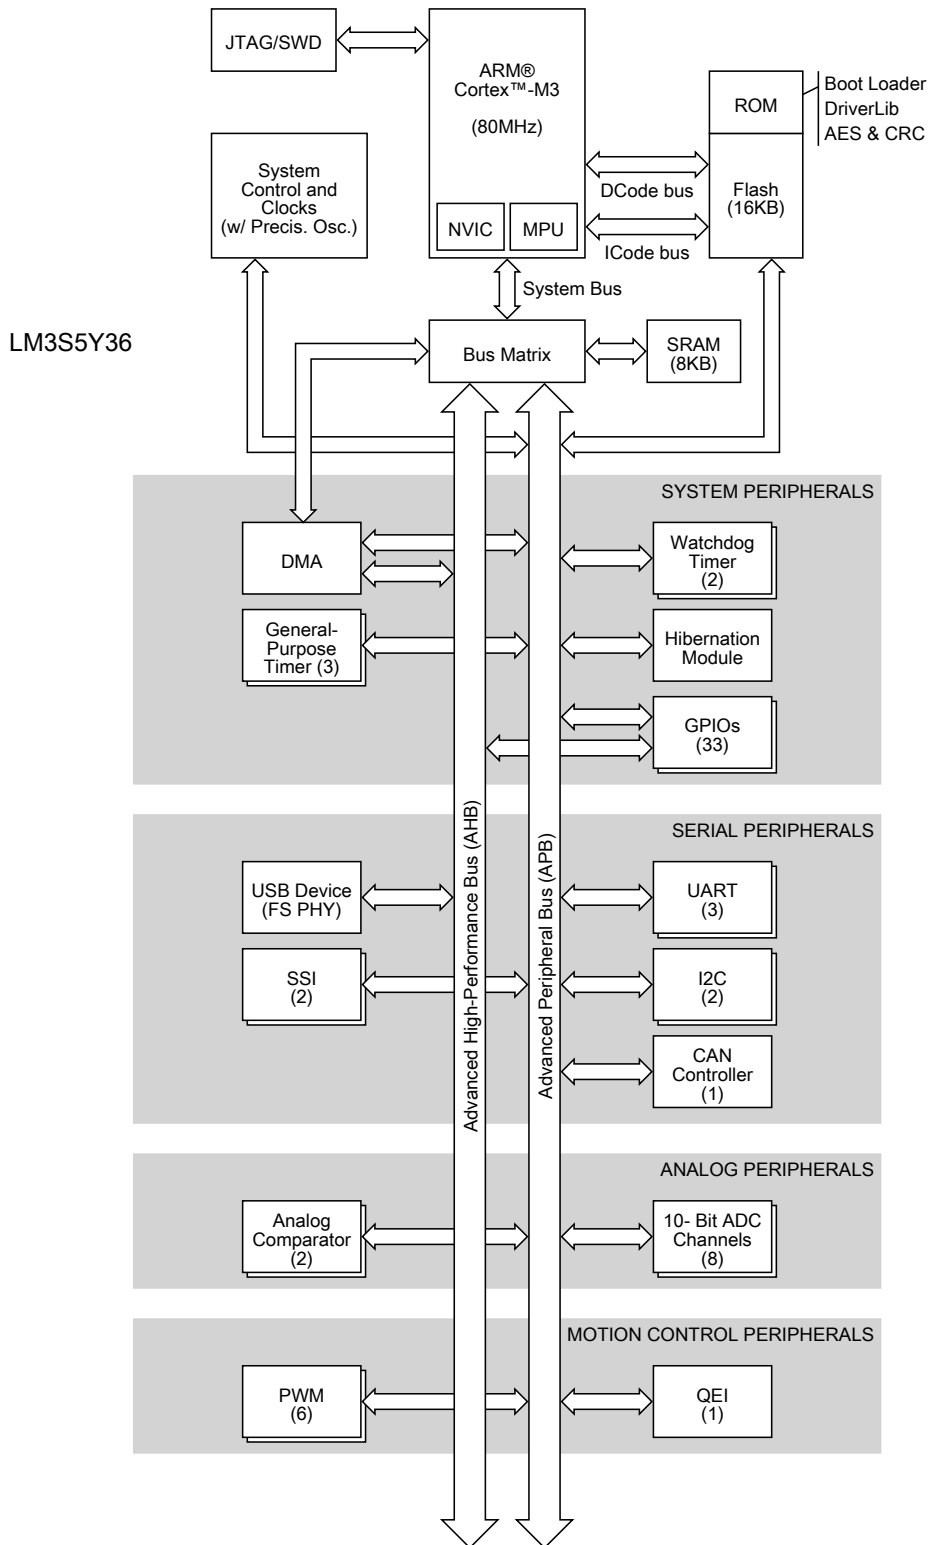 JTAG/SWD
ARM®
Cortex™-M3
(80MHz)
NVIC
MPU
ROM
Boot Loader
DriverLib
AES & CRC
System
Control and
Clocks
(w/ Precis. Osc.)
DCode bus
Flash
(16KB)
ICode bus
System Bus
LM3S5Y36
Bus Matrix
SRAM
(8KB)
SYSTEM PERIPHERALS
DMA
Watchdog
Timer
(2)
General-
Purpose
Timer (3)
Hibernation
Module
GPIOs
(33)
Advanced High-Performance Bus (AHB)
Advanced Peripheral Bus (APB)
SERIAL PERIPHERALS
USB Device
(FS PHY)
UART
(3)
SSI
(2)
I2C
(2)
CAN
Controller
(1)
ANALOG PERIPHERALS
Analog
Comparator
(2)
10- Bit ADC
Channels
(8)
MOTION CONTROL PERIPHERALS
PWM
(6)
QEI
(1)